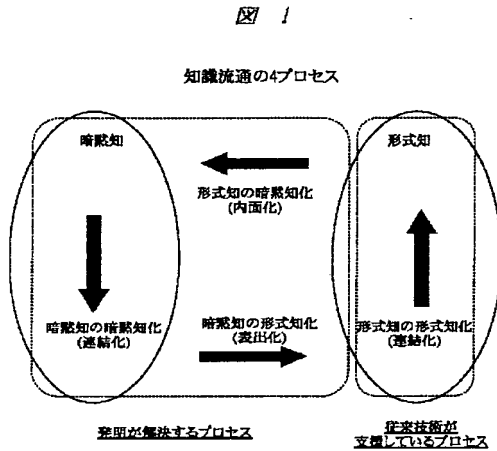 図 1
知識流通の4プロセス
暗黙知
形式知
形式知の暗黙知化
(内面化)
暗黙知の暗黙知化
(連結化)
暗黙知の形式知化
(表出化)
形式知の形式知化
(連結化)
発明が解決するプロセス
従来技術が
支援しているプロセス